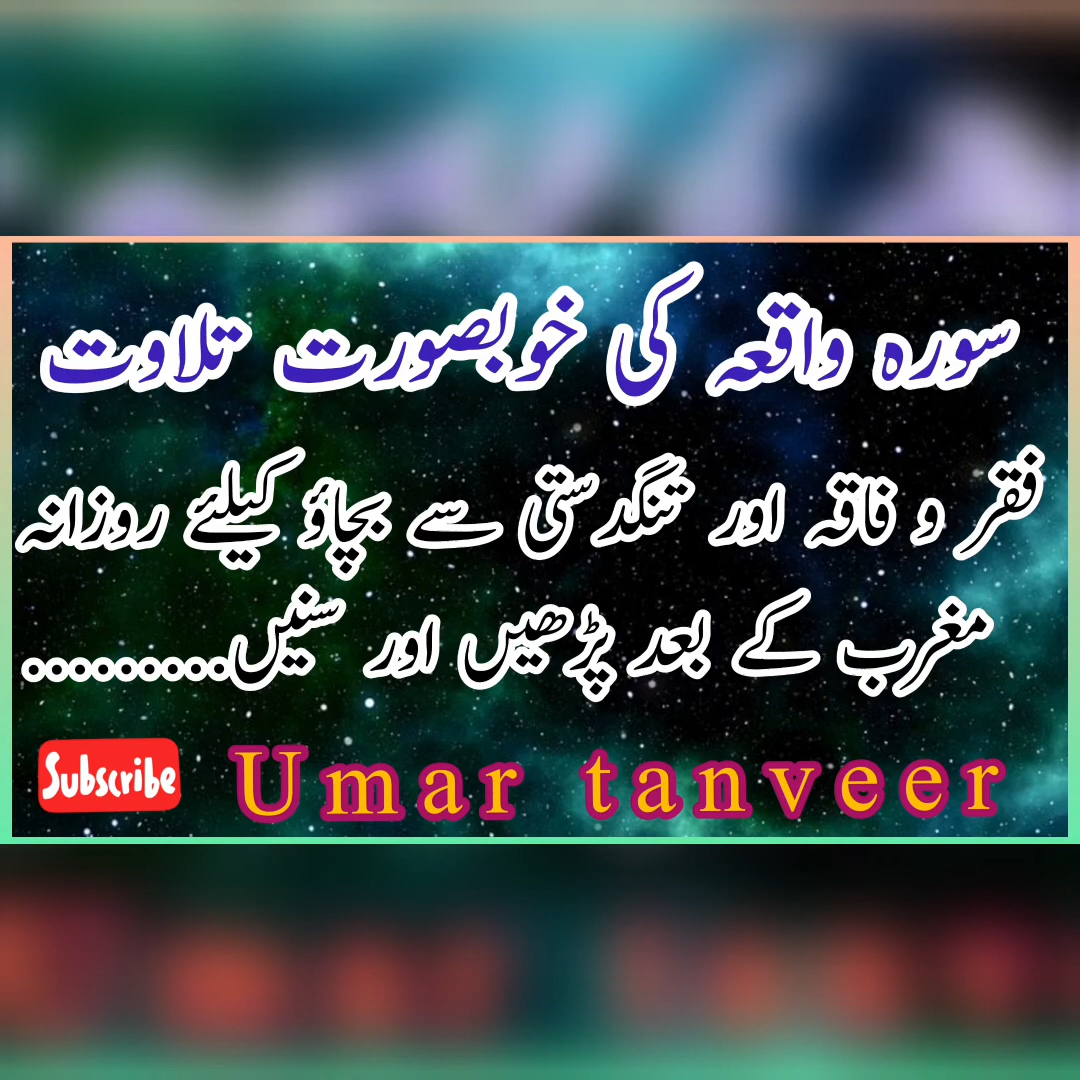 سورہ واقعہ کی خوبصورت تلاوت
فقر و فاقہ اور تنگدستی سے بچاؤ کیلئے روزانہ
مغرب کے بعد پڑھیں اور سنیں.........
Subscribe Umar tanveer